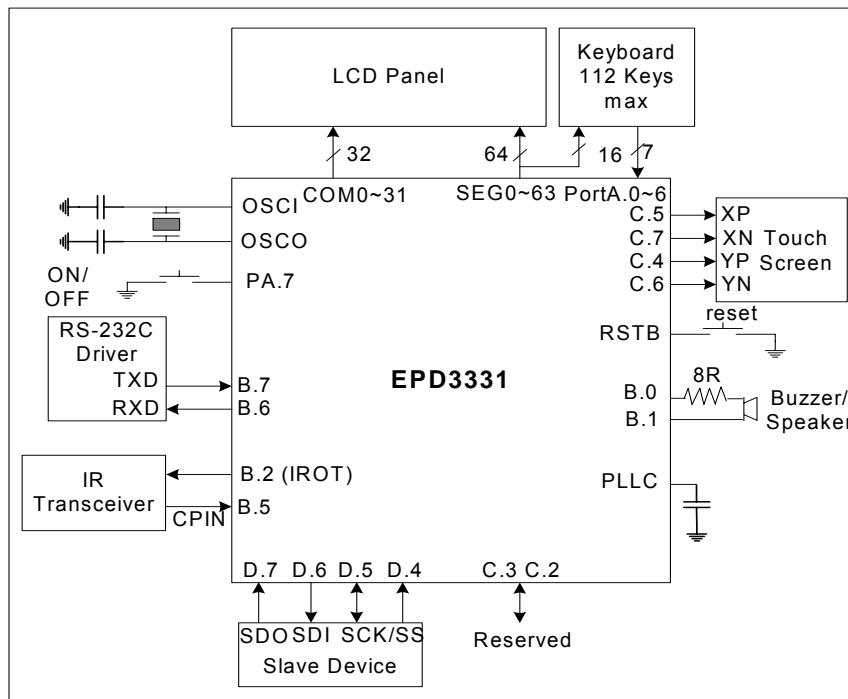 LCD Panel
Keyboard
112 Keys
max
32
64
16
7
COM0~31
SEG0~63
PortA.0~6
OSCI
OSCO
ON/
OFF
PA.7
C.5
C.7
C.4
C.6
XP
XN
YP
YN
Touch
Screen
reset
RSTB
RS-232C
Driver
TXD
RXD
B.7
B.6
EPD3331
8R
B.0
B.1
Buzzer/
Speaker
IR
Transceiver
B.2 (IROT)
CPIN
B.5
PLLC
D.7 D.6 D.5 D.4
C.3 C.2
SDO SDI SCK/SS
Slave Device
Reserved